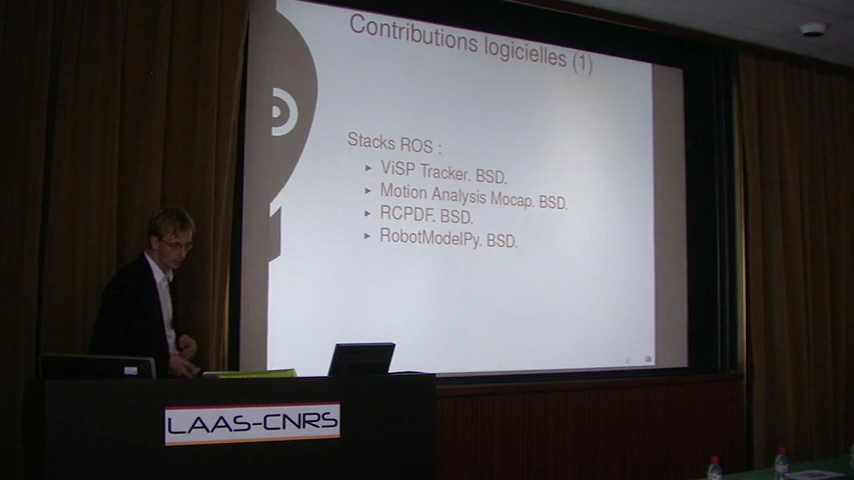 Contributions logicielles (1)
Stacks ROS :
▸ ViSP Tracker. BSD.
▸ Motion Analysis Mocap. BSD.
▸ RCPDF. BSD.
▸ RobotModelPy. BSD.
LAAS-CNRS